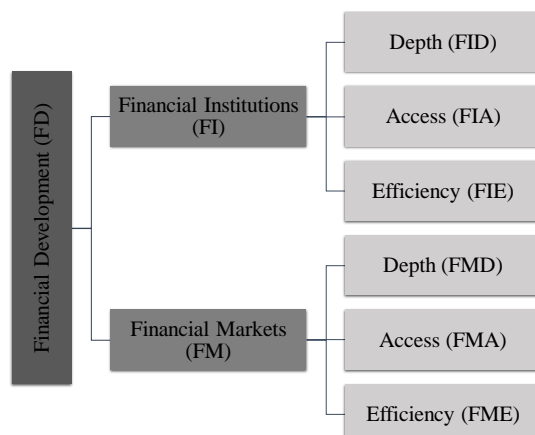 Financial Development (FD)
Financial Institutions
(FI)
Depth (FID)
Access (FIA)
Efficiency (FIE)
Financial Markets
(FM)
Depth (FMD)
Access (FMA)
Efficiency (FME)